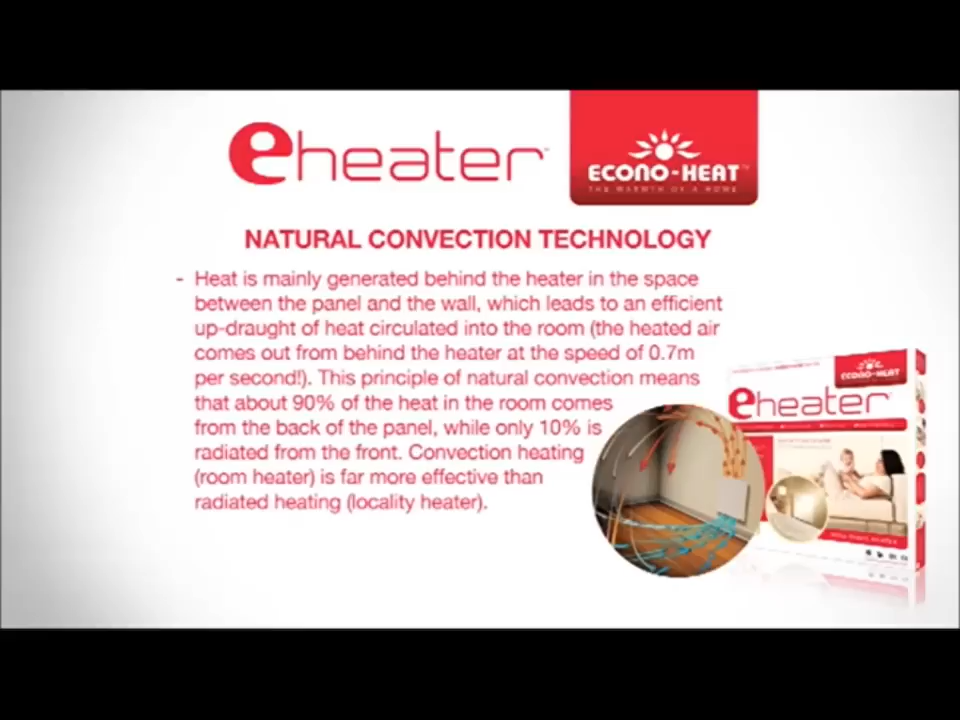 eheater™
ECONO-HEAT™
THE WARMTH OF A HOME
NATURAL CONVECTION TECHNOLOGY
- Heat is mainly generated behind the heater in the space
between the panel and the wall, which leads to an efficient
up-draught of heat circulated into the room (the heated air
comes out from behind the heater at the speed of 0.7m
per second!). This principle of natural convection means
that about 90% of the heat in the room comes
from the back of the panel, while only 10% is
radiated from the front. Convection heating
(room heater) is far more effective than
radiated heating (locality heater).
ECONO-HEAT
eheater